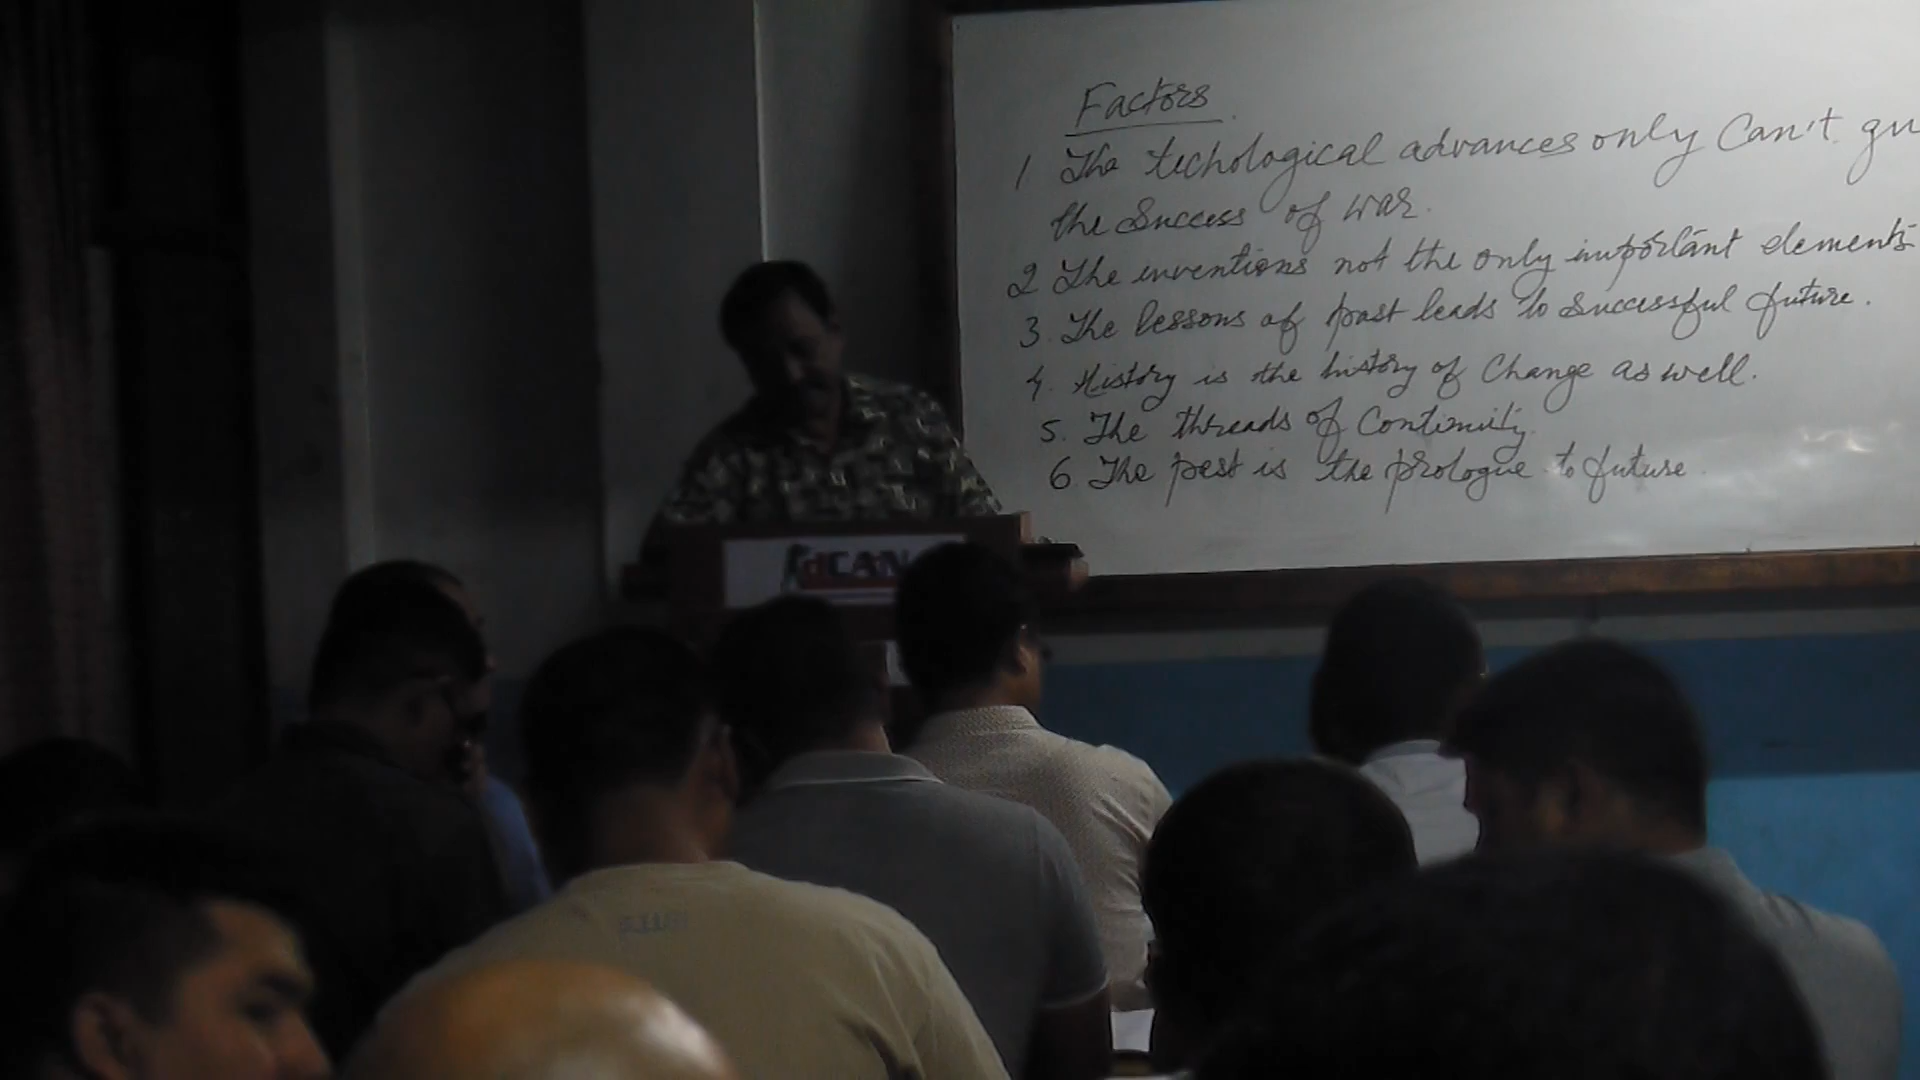 Factors
1 The techological advances only Can't
the Success of war.
2 The inventions not the only important elements
3. The lessons of past leads to successful future.
4. History is the history of Change as well.
5. The threads of Continuity
6 The pest is the prologue to future